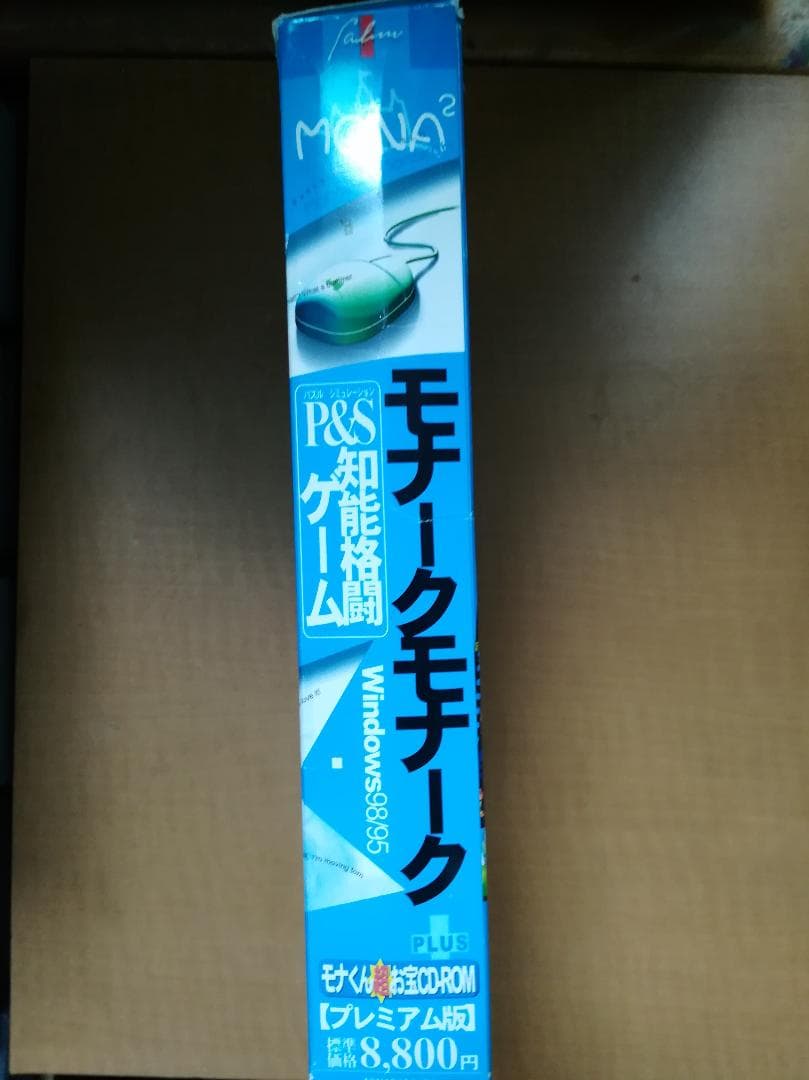 falcom
MONA²
モナークモナーク
パズル シミュレーション
P&S
知能格闘
ゲーム
Windows98/95
I'm moving
PLUS
モナくん お宝CD-ROM
【プレミアム版】
標準
価格8,800円